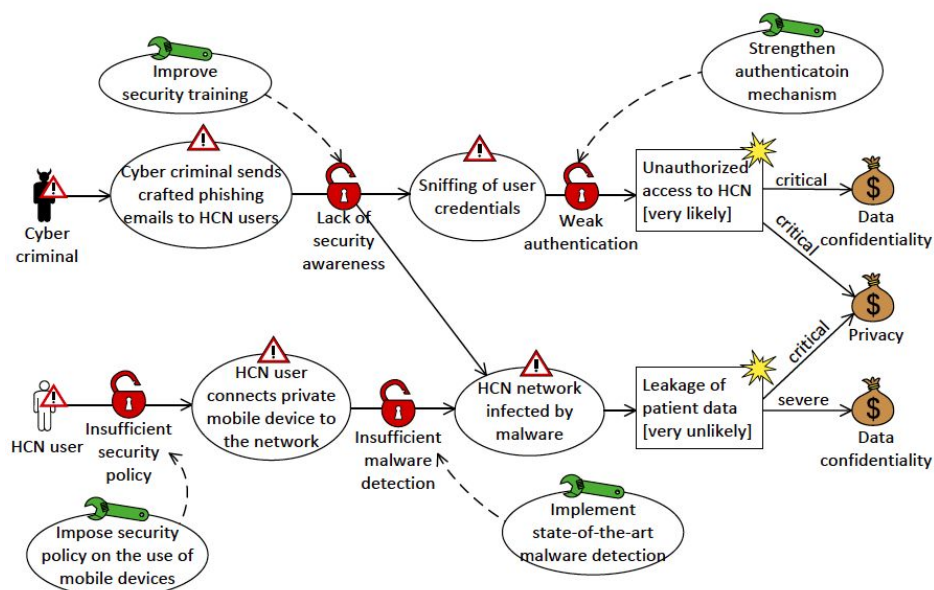 Improve
security training
Strengthen
authenticatoin
mechanism
Cyber criminal sends
crafted phishing
emails to HCN users
Cyber
criminal
Lack of
security
awareness
Sniffing of user
credentials
Weak
authentication
Unauthorized
access to HCN
[very likely]
critical
$
Data
confidentiality
critical
$
Privacy
HCN user
Insufficient
security
policy
HCN user
connects private
mobile device to
the network
Insufficient
malware
detection
HCN network
infected by
malware
Leakage of
patient data
[very unlikely]
critical
severe
$
Data
confidentiality
Impose security
policy on the use of
mobile devices
Implement
state-of-the-art
malware detection